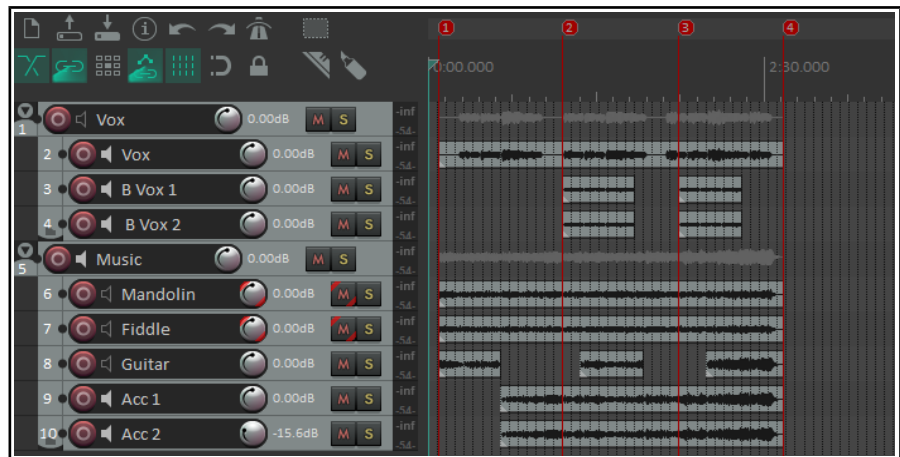 1 2 3 4
0:00.000 2:30.000
1 Vox 0.00dB M S -inf -54-
2 Vox 0.00dB M S -inf -54-
3 B Vox 1 0.00dB M S -inf -54-
4 B Vox 2 0.00dB M S -inf -54-
5 Music 0.00dB M S -inf -54-
6 Mandolin 0.00dB M S -inf -54-
7 Fiddle 0.00dB M S -inf -54-
8 Guitar 0.00dB M S -inf -54-
9 Acc 1 0.00dB M S -inf -54-
10 Acc 2 -15.6dB M S -inf -54-